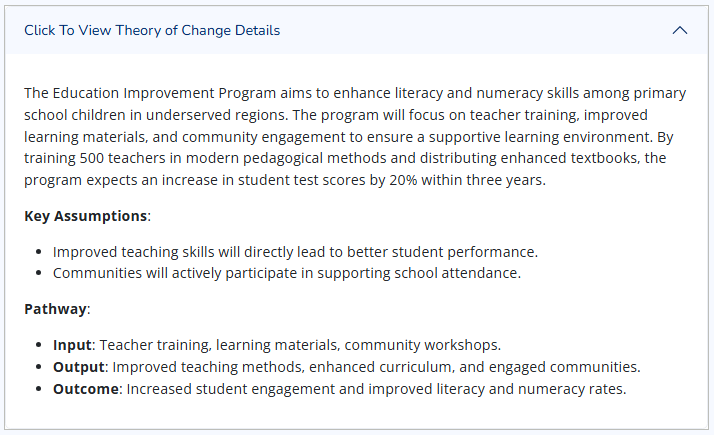 Click To View Theory of Change Details
The Education Improvement Program aims to enhance literacy and numeracy skills among primary
school children in underserved regions. The program will focus on teacher training, improved
learning materials, and community engagement to ensure a supportive learning environment. By
training 500 teachers in modern pedagogical methods and distributing enhanced textbooks, the
program expects an increase in student test scores by 20% within three years.
Key Assumptions:
• Improved teaching skills will directly lead to better student performance.
• Communities will actively participate in supporting school attendance.
Pathway:
• Input: Teacher training, learning materials, community workshops.
• Output: Improved teaching methods, enhanced curriculum, and engaged communities.
• Outcome: Increased student engagement and improved literacy and numeracy rates.